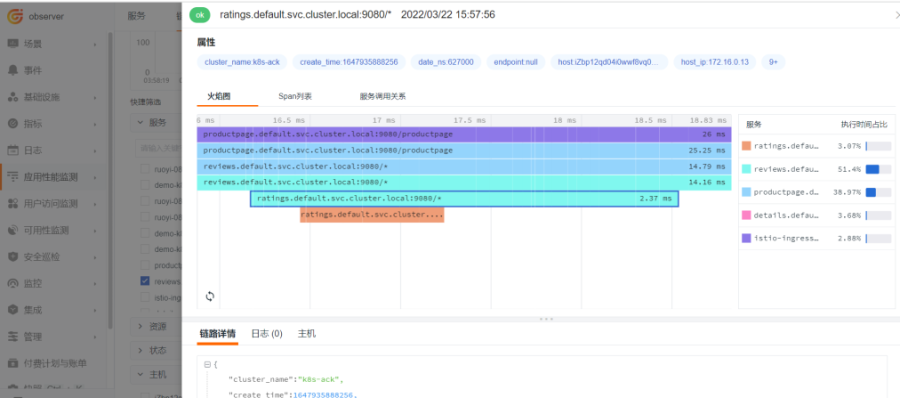 observer
场景
事件
基础设施
指标
日志
应用性能监测
用户访问监测
可用性监测
安全巡检
监控
集成
管理
付费计划与账单
服务
100
0
15:58:19
快捷筛选
服务
ruoyi-08
demo-k
ruoyi-08
ruoyi-08
demo-k
demo-k
productp
reviews
istio-ing
资源
状态
主机
ok ratings.default.svc.cluster.local:9080/* 2022/03/22 15:57:56
属性
cluster_name:k8s-ack create_time:1647935888256 date_ns:627000 endpoint:null host:iZbp12qd04i0wwf8vq0... host_ip:172.16.0.13 9+
火焰图 Span列表 服务调用关系
6 ms 16.5 ms 17 ms 17.5 ms 18 ms 18.5 ms 18.83 ms
productpage.default.svc.cluster.local:9080/productpage 26 ms
productpage.default.svc.cluster.local:9080/productpage 25.25 ms
reviews.default.svc.cluster.local:9080/* 14.79 ms
reviews.default.svc.cluster.local:9080/* 14.16 ms
ratings.default.svc.cluster.local:9080/* 2.37 ms
ratings.default.svc.cluster....
服务 执行时间占比
ratings.defau… 3.07%
reviews.defau… 51.4%
productpage.d… 38.97%
details.defau… 3.68%
istio-ingress… 2.88%
链路详情 日志 (0) 主机
{
"cluster_name":"k8s-ack",
"create_time":1647935888256,